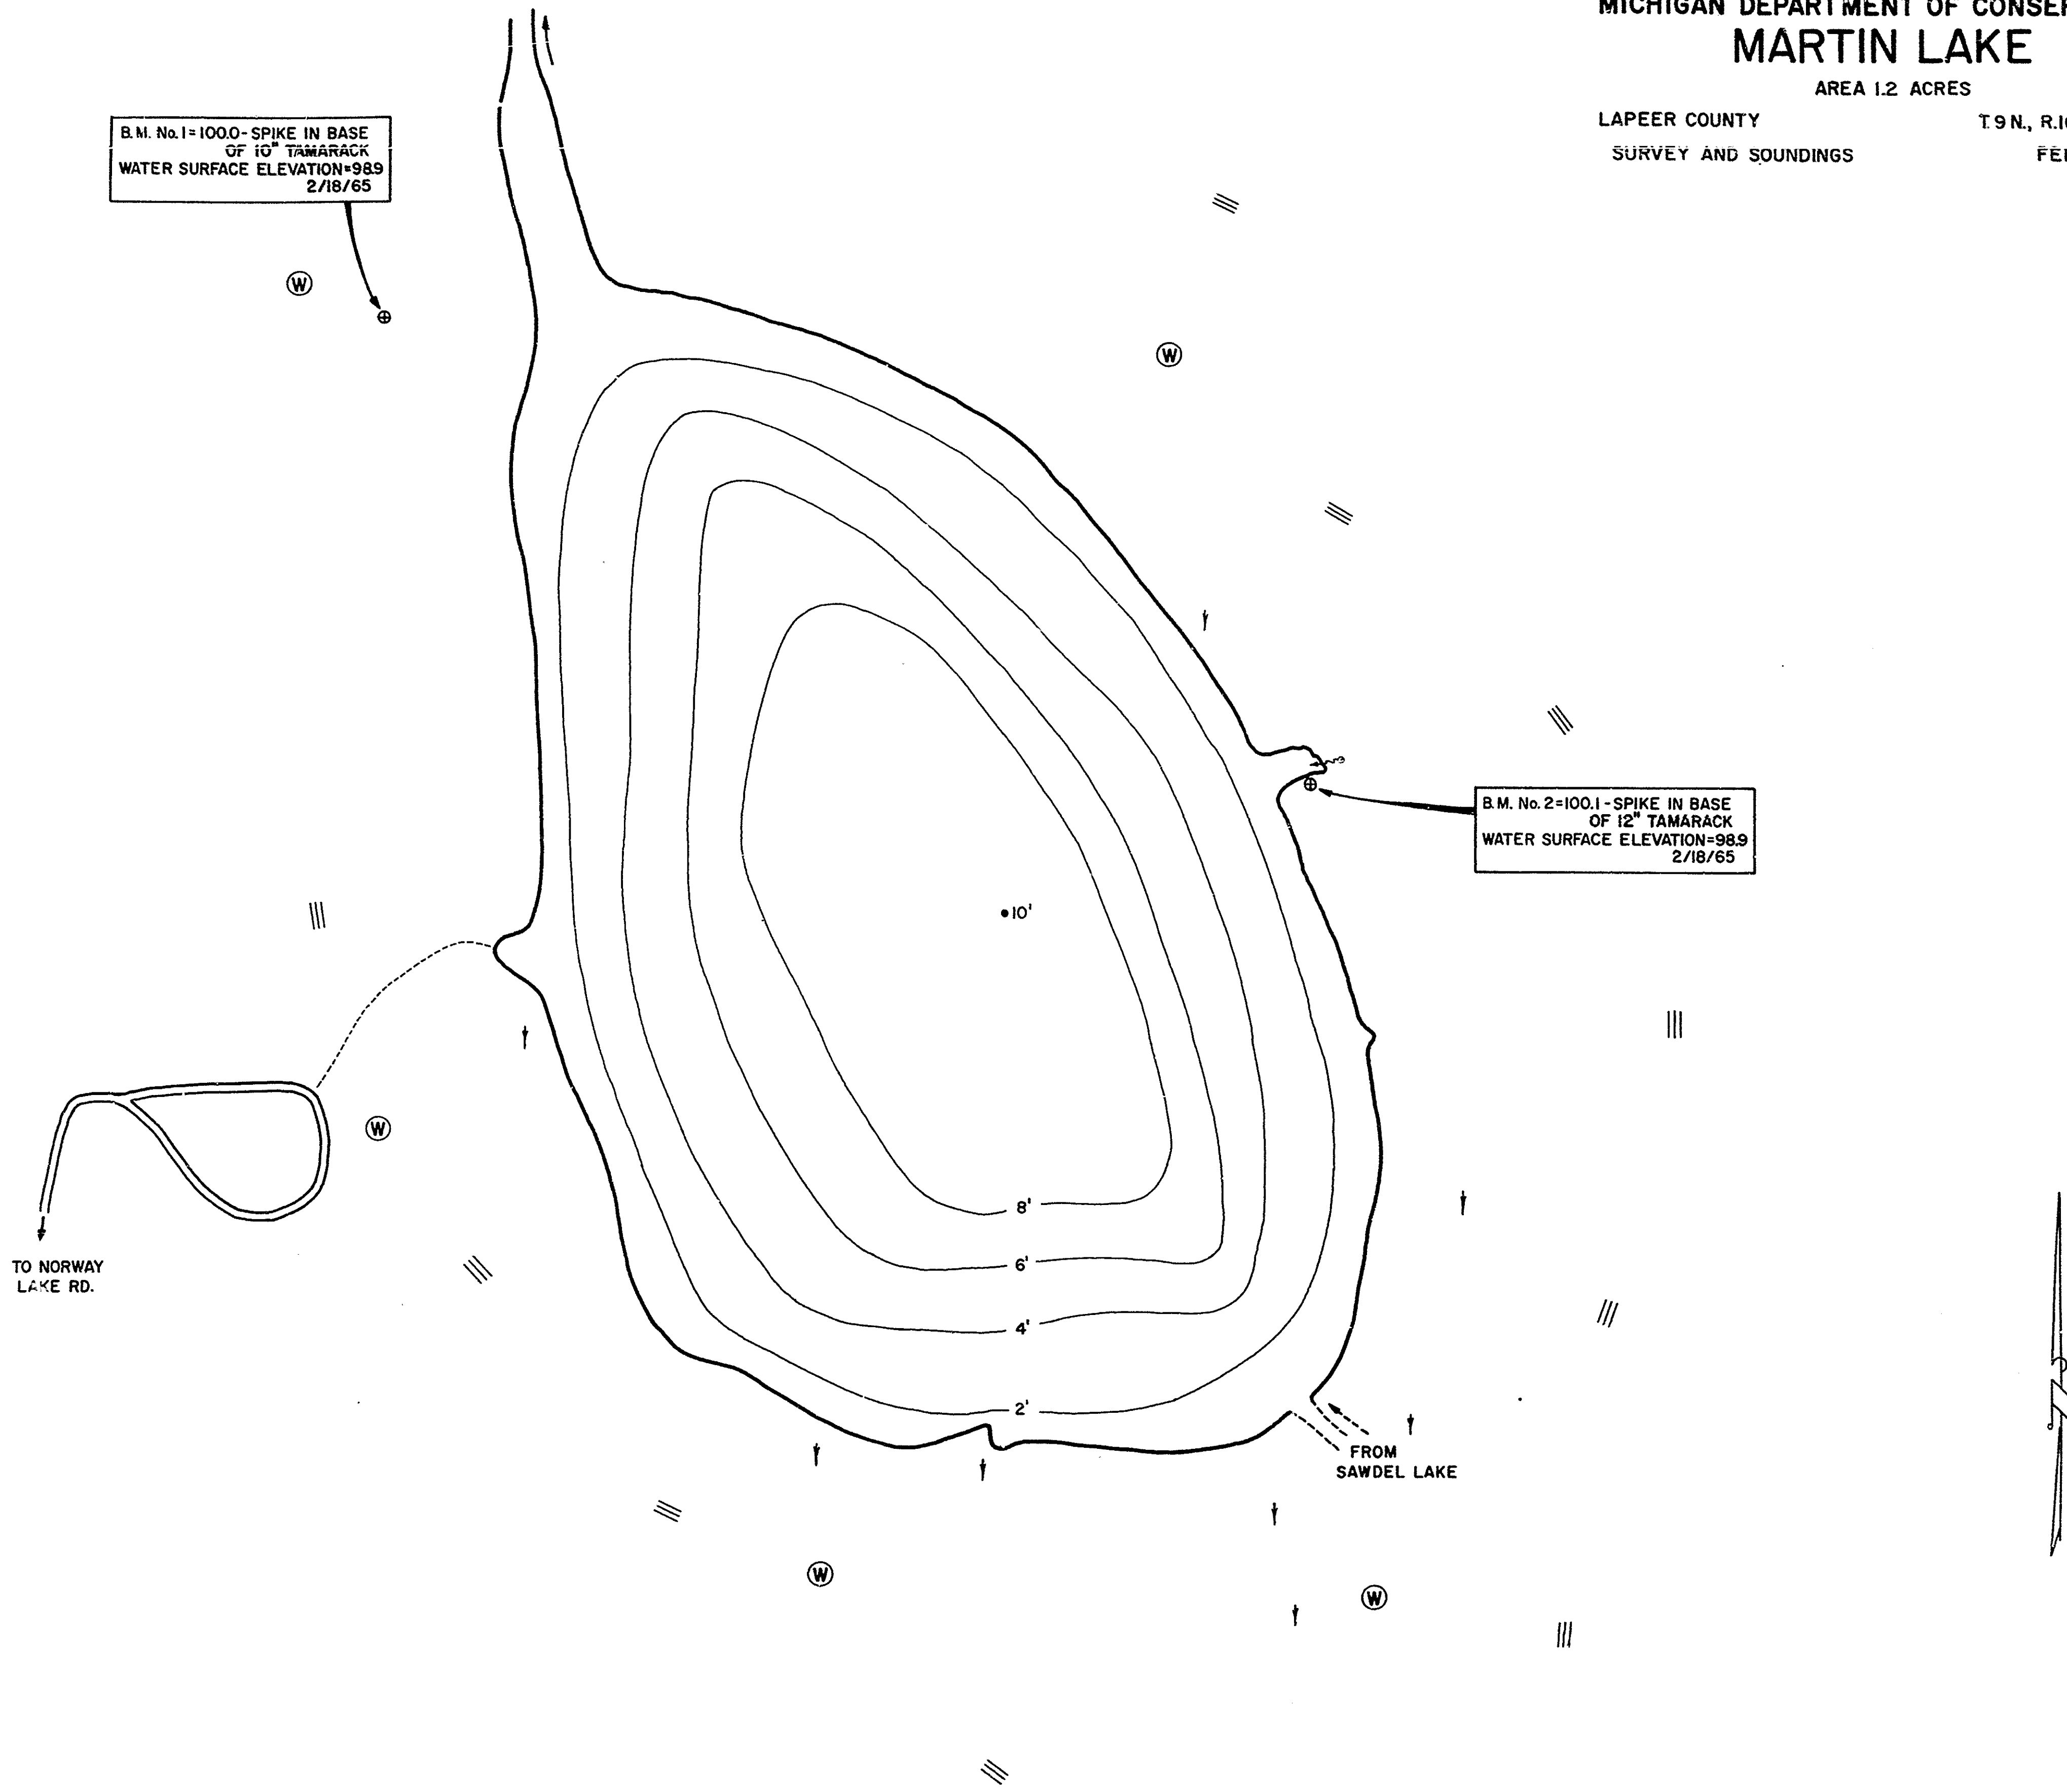 MICHIGAN DEPARTMENT OF CONSER
MARTIN LAKE
AREA 1.2 ACRES
LAPEER COUNTY T. 9 N., R.1
SURVEY AND SOUNDINGS FE
B.M. No. 1 = 100.0 - SPIKE IN BASE
OF 10" TAMARACK
WATER SURFACE ELEVATION = 98.9
2/18/65
W
W
B.M. No. 2 = 100.1 - SPIKE IN BASE
OF 12" TAMARACK
WATER SURFACE ELEVATION = 98.9
2/18/65
10'
W
8'
TO NORWAY
LAKE RD.
6'
4'
2'
FROM
SAWDEL LAKE
W
W